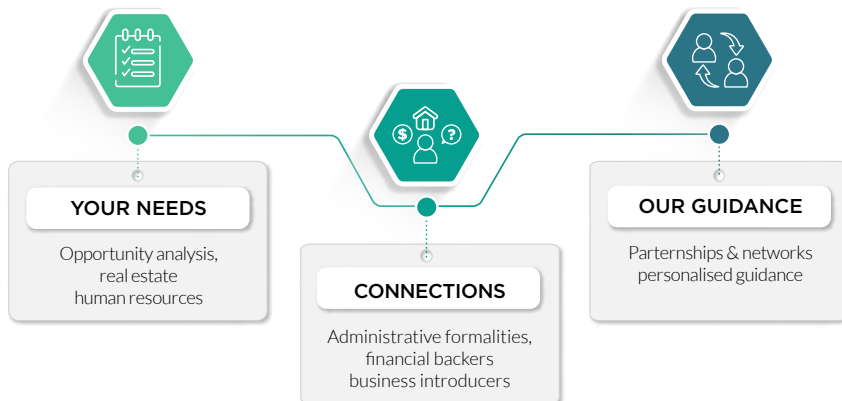 YOUR NEEDS
Opportunity analysis,
real estate
human resources
$
?
CONNECTIONS
Administrative formalities,
financial backers
business introducers
OUR GUIDANCE
Parternships & networks
personalised guidance